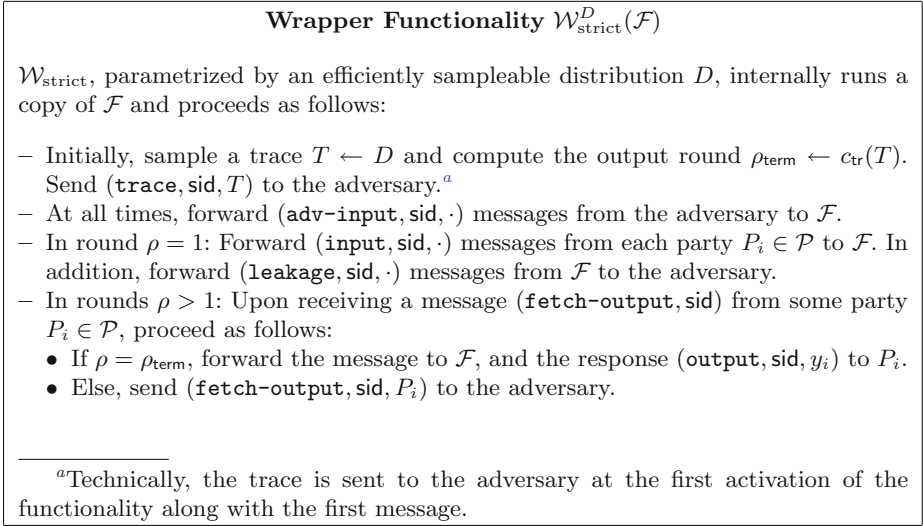 Wrapper Functionality 𝒲ᴰ_strict(ℱ)
𝒲_strict, parametrized by an efficiently sampleable distribution D, internally runs a
copy of ℱ and proceeds as follows:
– Initially, sample a trace T ← D and compute the output round ρ_term ← c_tr(T).
Send (trace, sid, T) to the adversary.ᵃ
– At all times, forward (adv-input, sid, ·) messages from the adversary to ℱ.
– In round ρ = 1: Forward (input, sid, ·) messages from each party P_i ∈ 𝒫 to ℱ. In
addition, forward (leakage, sid, ·) messages from ℱ to the adversary.
– In rounds ρ > 1: Upon receiving a message (fetch-output, sid) from some party
P_i ∈ 𝒫, proceed as follows:
• If ρ = ρ_term, forward the message to ℱ, and the response (output, sid, y_i) to P_i.
• Else, send (fetch-output, sid, P_i) to the adversary.
ᵃTechnically, the trace is sent to the adversary at the first activation of the
functionality along with the first message.